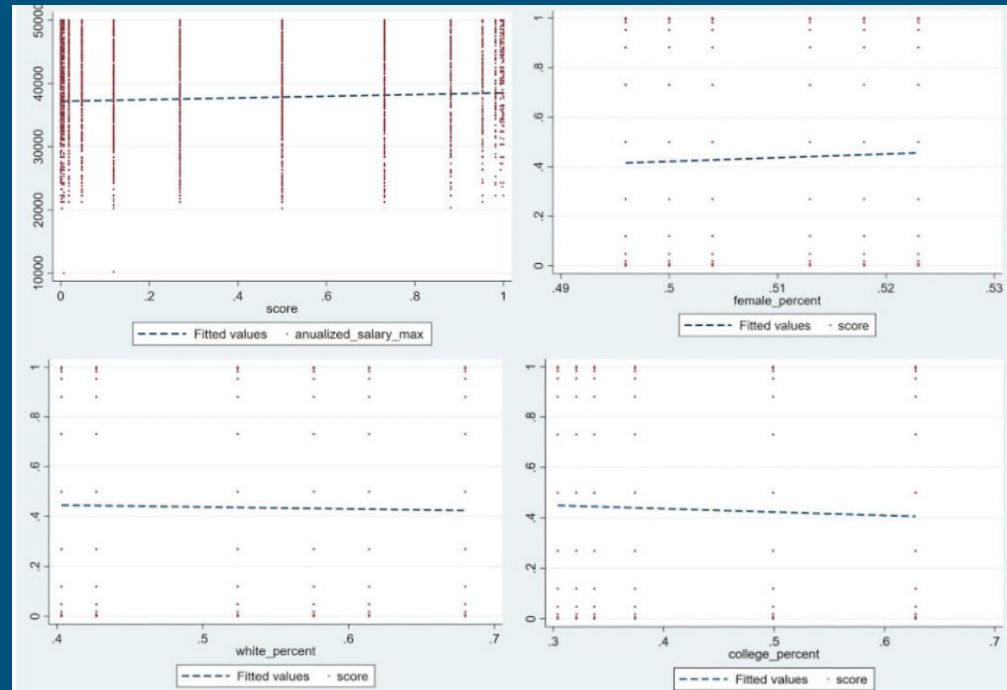 50000
40000
30000
20000
10000
0 .2 .4 .6 .8 1
score
Fitted values anualized_salary_max
1
.8
.6
.4
.2
0
.49 .5 .51 .52 .53
female_percent
Fitted values score
1
.8
.6
.4
.2
0
.4 .5 .6 .7
white_percent
Fitted values score
1
.8
.6
.4
.2
0
.3 .4 .5 .6 .7
college_percent
Fitted values score